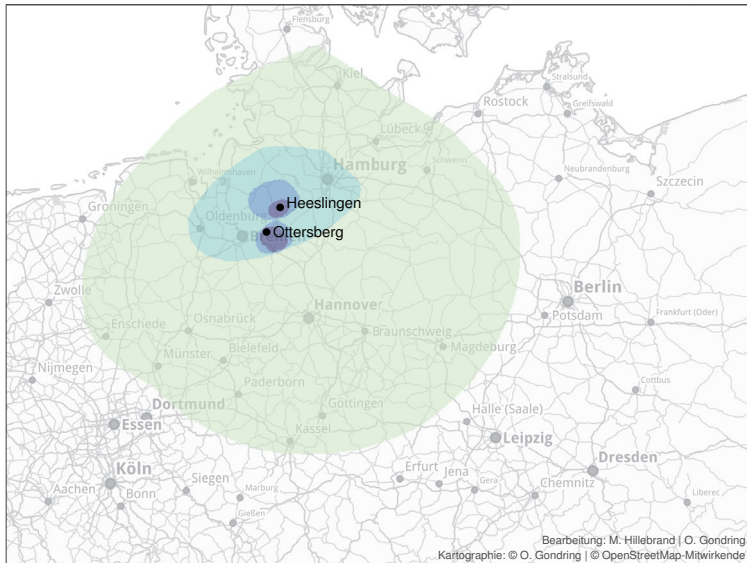 Flensburg
Kiel
Stralsund
Greifswald
Rostock
Lübeck
Schwerin
Hamburg
Wilhelmshaven
Neubrandenburg
Szczecin
Groningen
Heeslingen
Oldenburg
Ottersberg
Zwolle
Berlin
Hannover
Potsdam
Frankfurt (Oder)
Enschede
Osnabrück
Braunschweig
Magdeburg
Bielefeld
Münster
Nijmegen
Paderborn
Cottbus
Dortmund
Göttingen
Halle (Saale)
Essen
Kassel
Leipzig
Dresden
Köln
Siegen
Erfurt
Jena
Gera
Chemnitz
Aachen
Bonn
Marburg
Liberec
Gießen
Bearbeitung: M. Hillebrand | O. Gondring
Kartographie: © O. Gondring | © OpenStreetMap-Mitwirkende